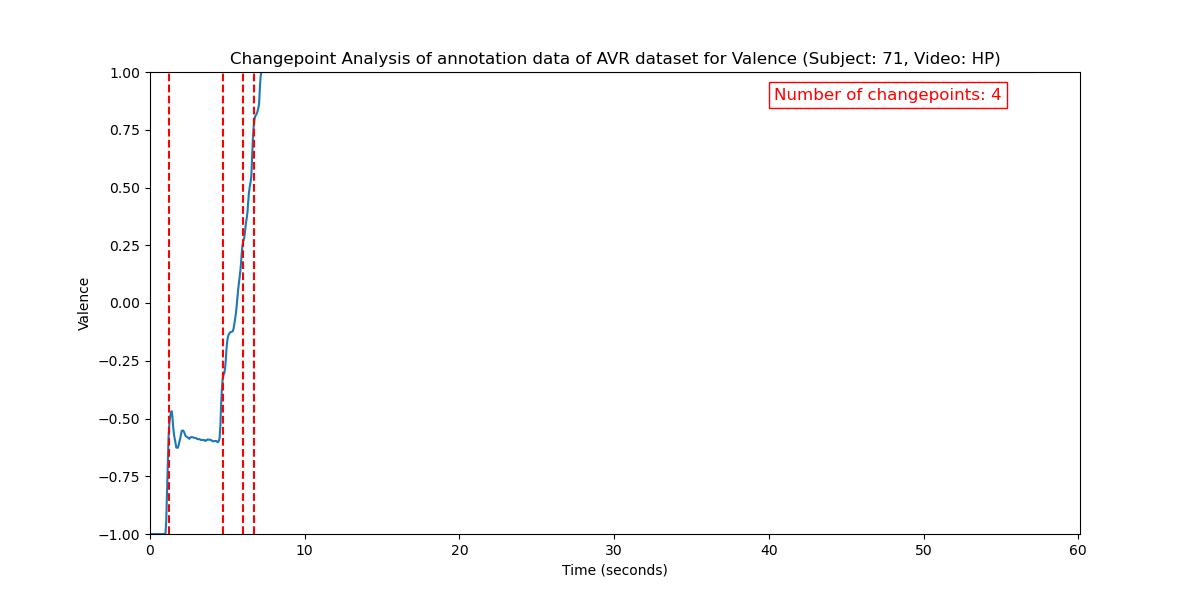 Changepoint Analysis of annotation data of AVR dataset for Valence (Subject: 71, Video: HP)
Number of changepoints: 4
1.00
0.75
0.50
0.25
0.00
−0.25
−0.50
−0.75
−1.00
Valence
0 10 20 30 40 50 60
Time (seconds)